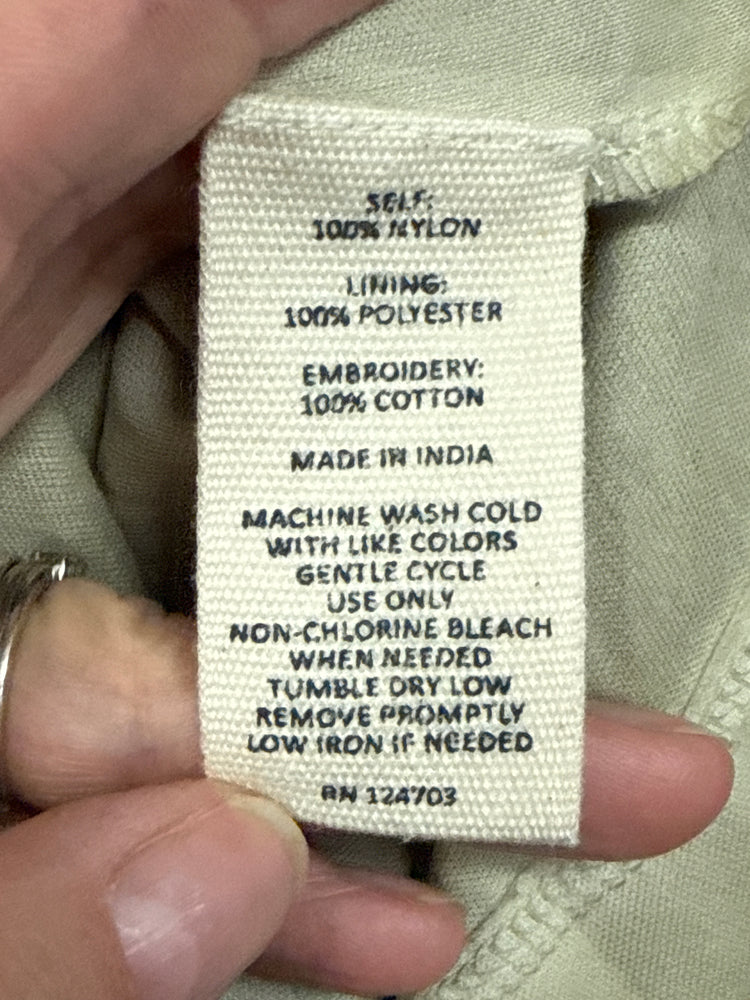 SELF:
100% NYLON
LINING:
100% POLYESTER
EMBROIDERY:
100% COTTON
MADE IN INDIA
MACHINE WASH COLD
WITH LIKE COLORS
GENTLE CYCLE
USE ONLY
NON-CHLORINE BLEACH
WHEN NEEDED
TUMBLE DRY LOW
REMOVE PROMPTLY
LOW IRON IF NEEDED
RN 124703